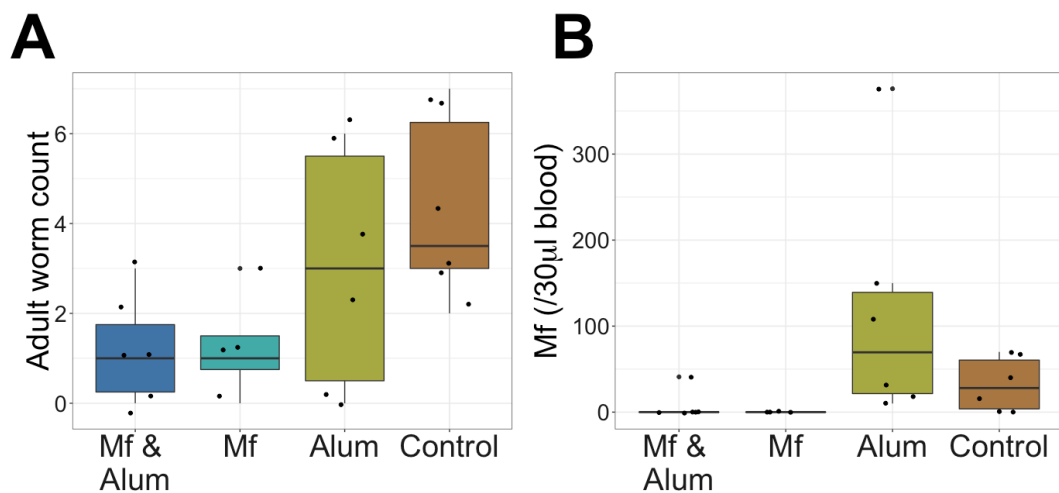 A
Adult worm count
6
4
2
0
Mf & Alum
Mf
Alum
Control
B
Mf (/30µl blood)
300
200
100
0
Mf & Alum
Mf
Alum
Control